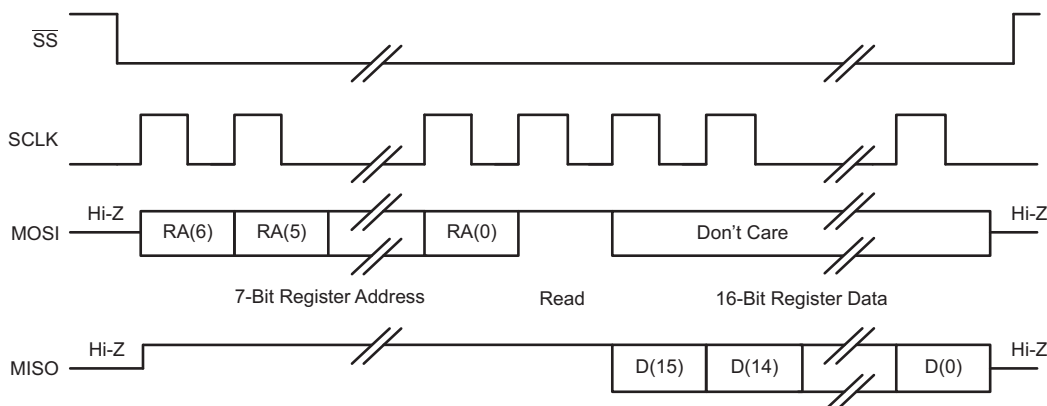 SS
SCLK
Hi-Z Hi-Z
MOSI RA(6) RA(5) RA(0) Don't Care
7-Bit Register Address Read 16-Bit Register Data
Hi-Z Hi-Z
MISO D(15) D(14) D(0)